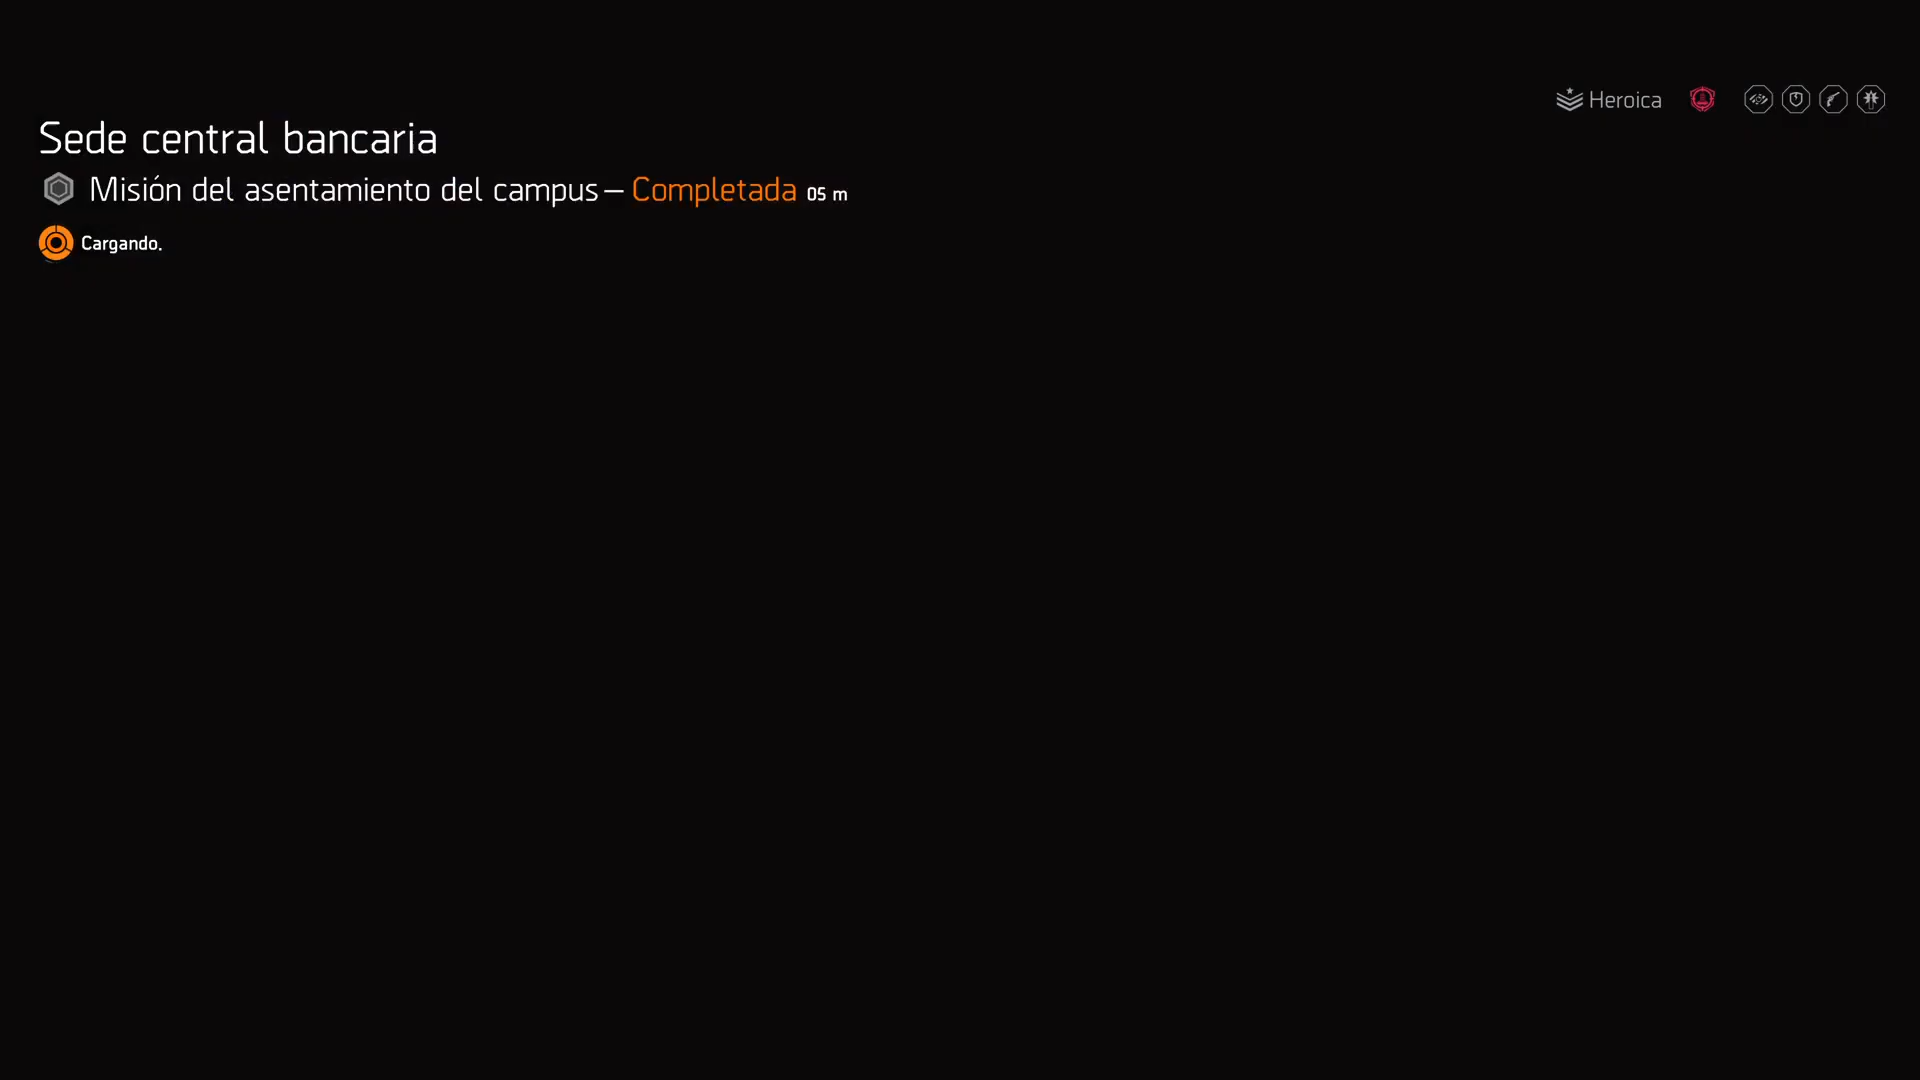 Heroica
Sede central bancaria
Misión del asentamiento del campus – Completada 05 m
Cargando.